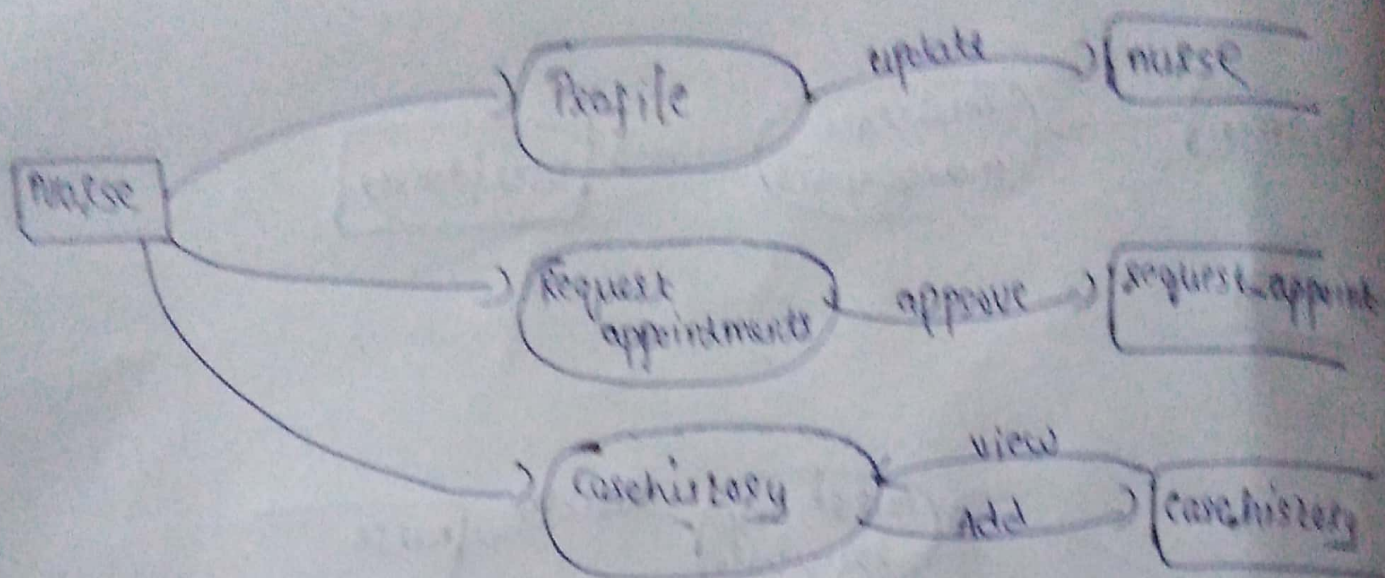 Profile
update
nurse
Nurse
Request
appointments
approve
request_appoint
casehistory
view
Add
casehistory